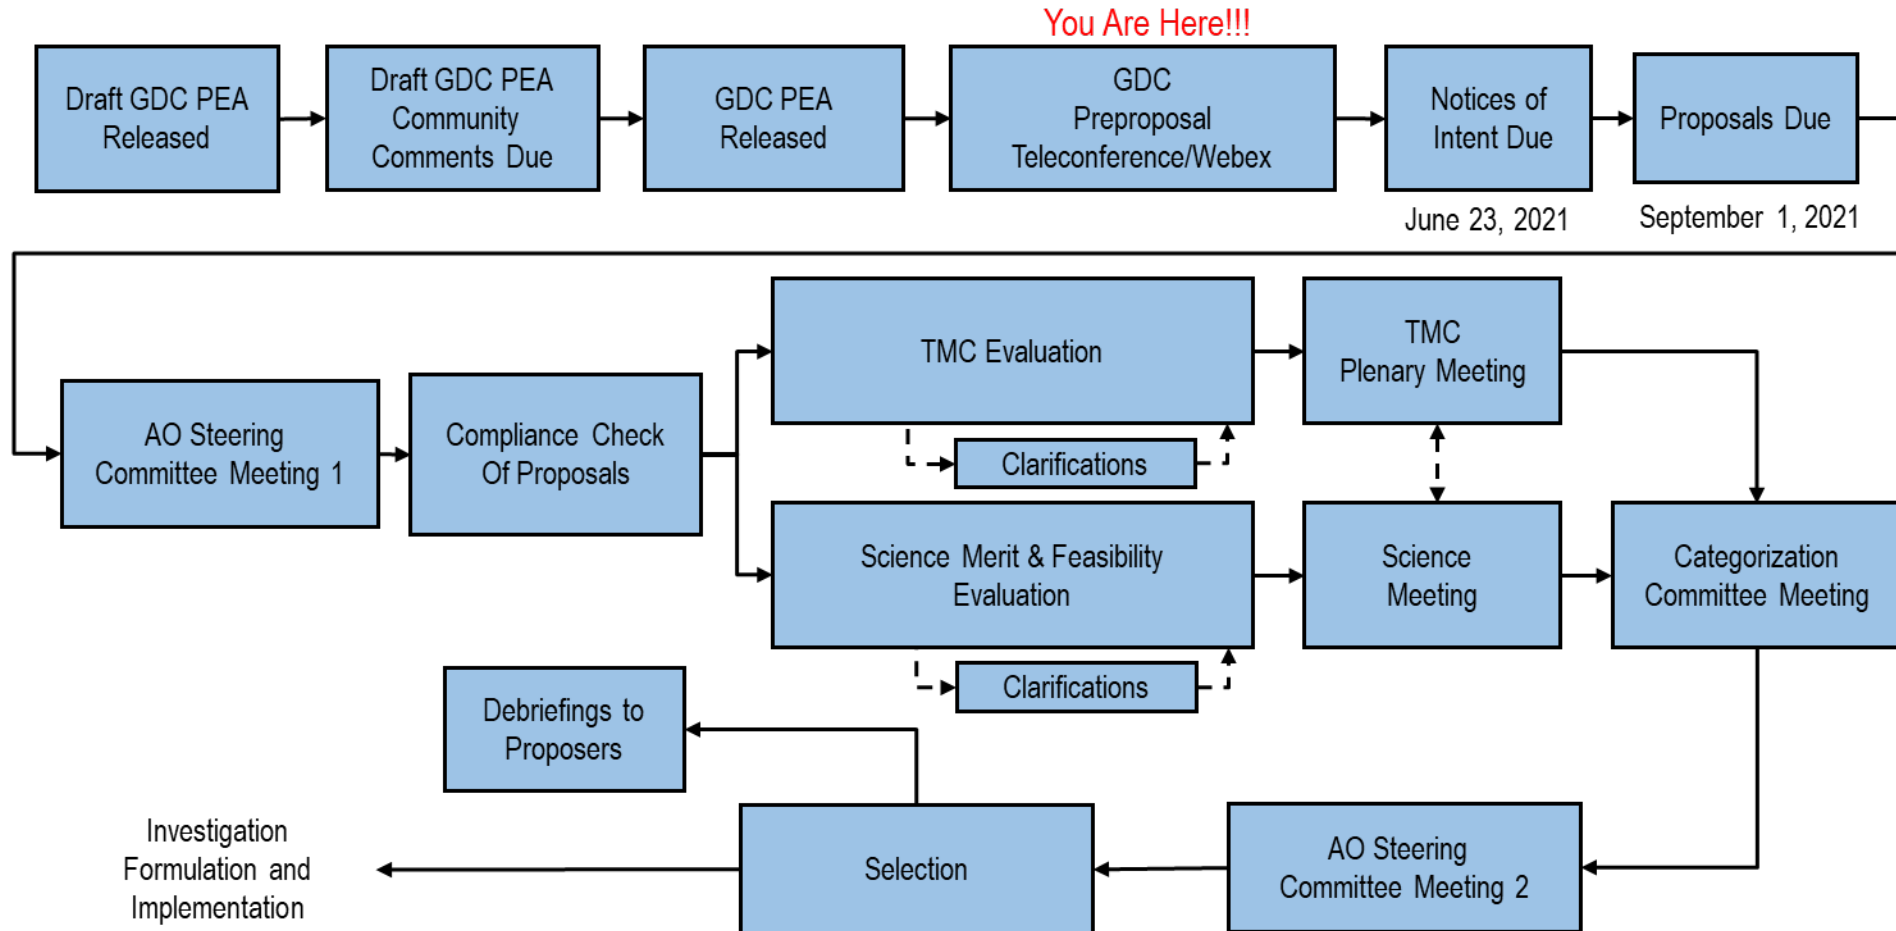 You Are Here!!!
Draft GDC PEA
Released
Draft GDC PEA
Community
Comments Due
GDC PEA
Released
GDC
Preproposal
Teleconference/Webex
Notices of
Intent Due
Proposals Due
June 23, 2021
September 1, 2021
AO Steering
Committee Meeting 1
Compliance Check
Of Proposals
TMC Evaluation
Clarifications
TMC
Plenary Meeting
Science Merit & Feasibility
Evaluation
Clarifications
Science
Meeting
Categorization
Committee Meeting
Debriefings to
Proposers
Investigation
Formulation and
Implementation
Selection
AO Steering
Committee Meeting 2